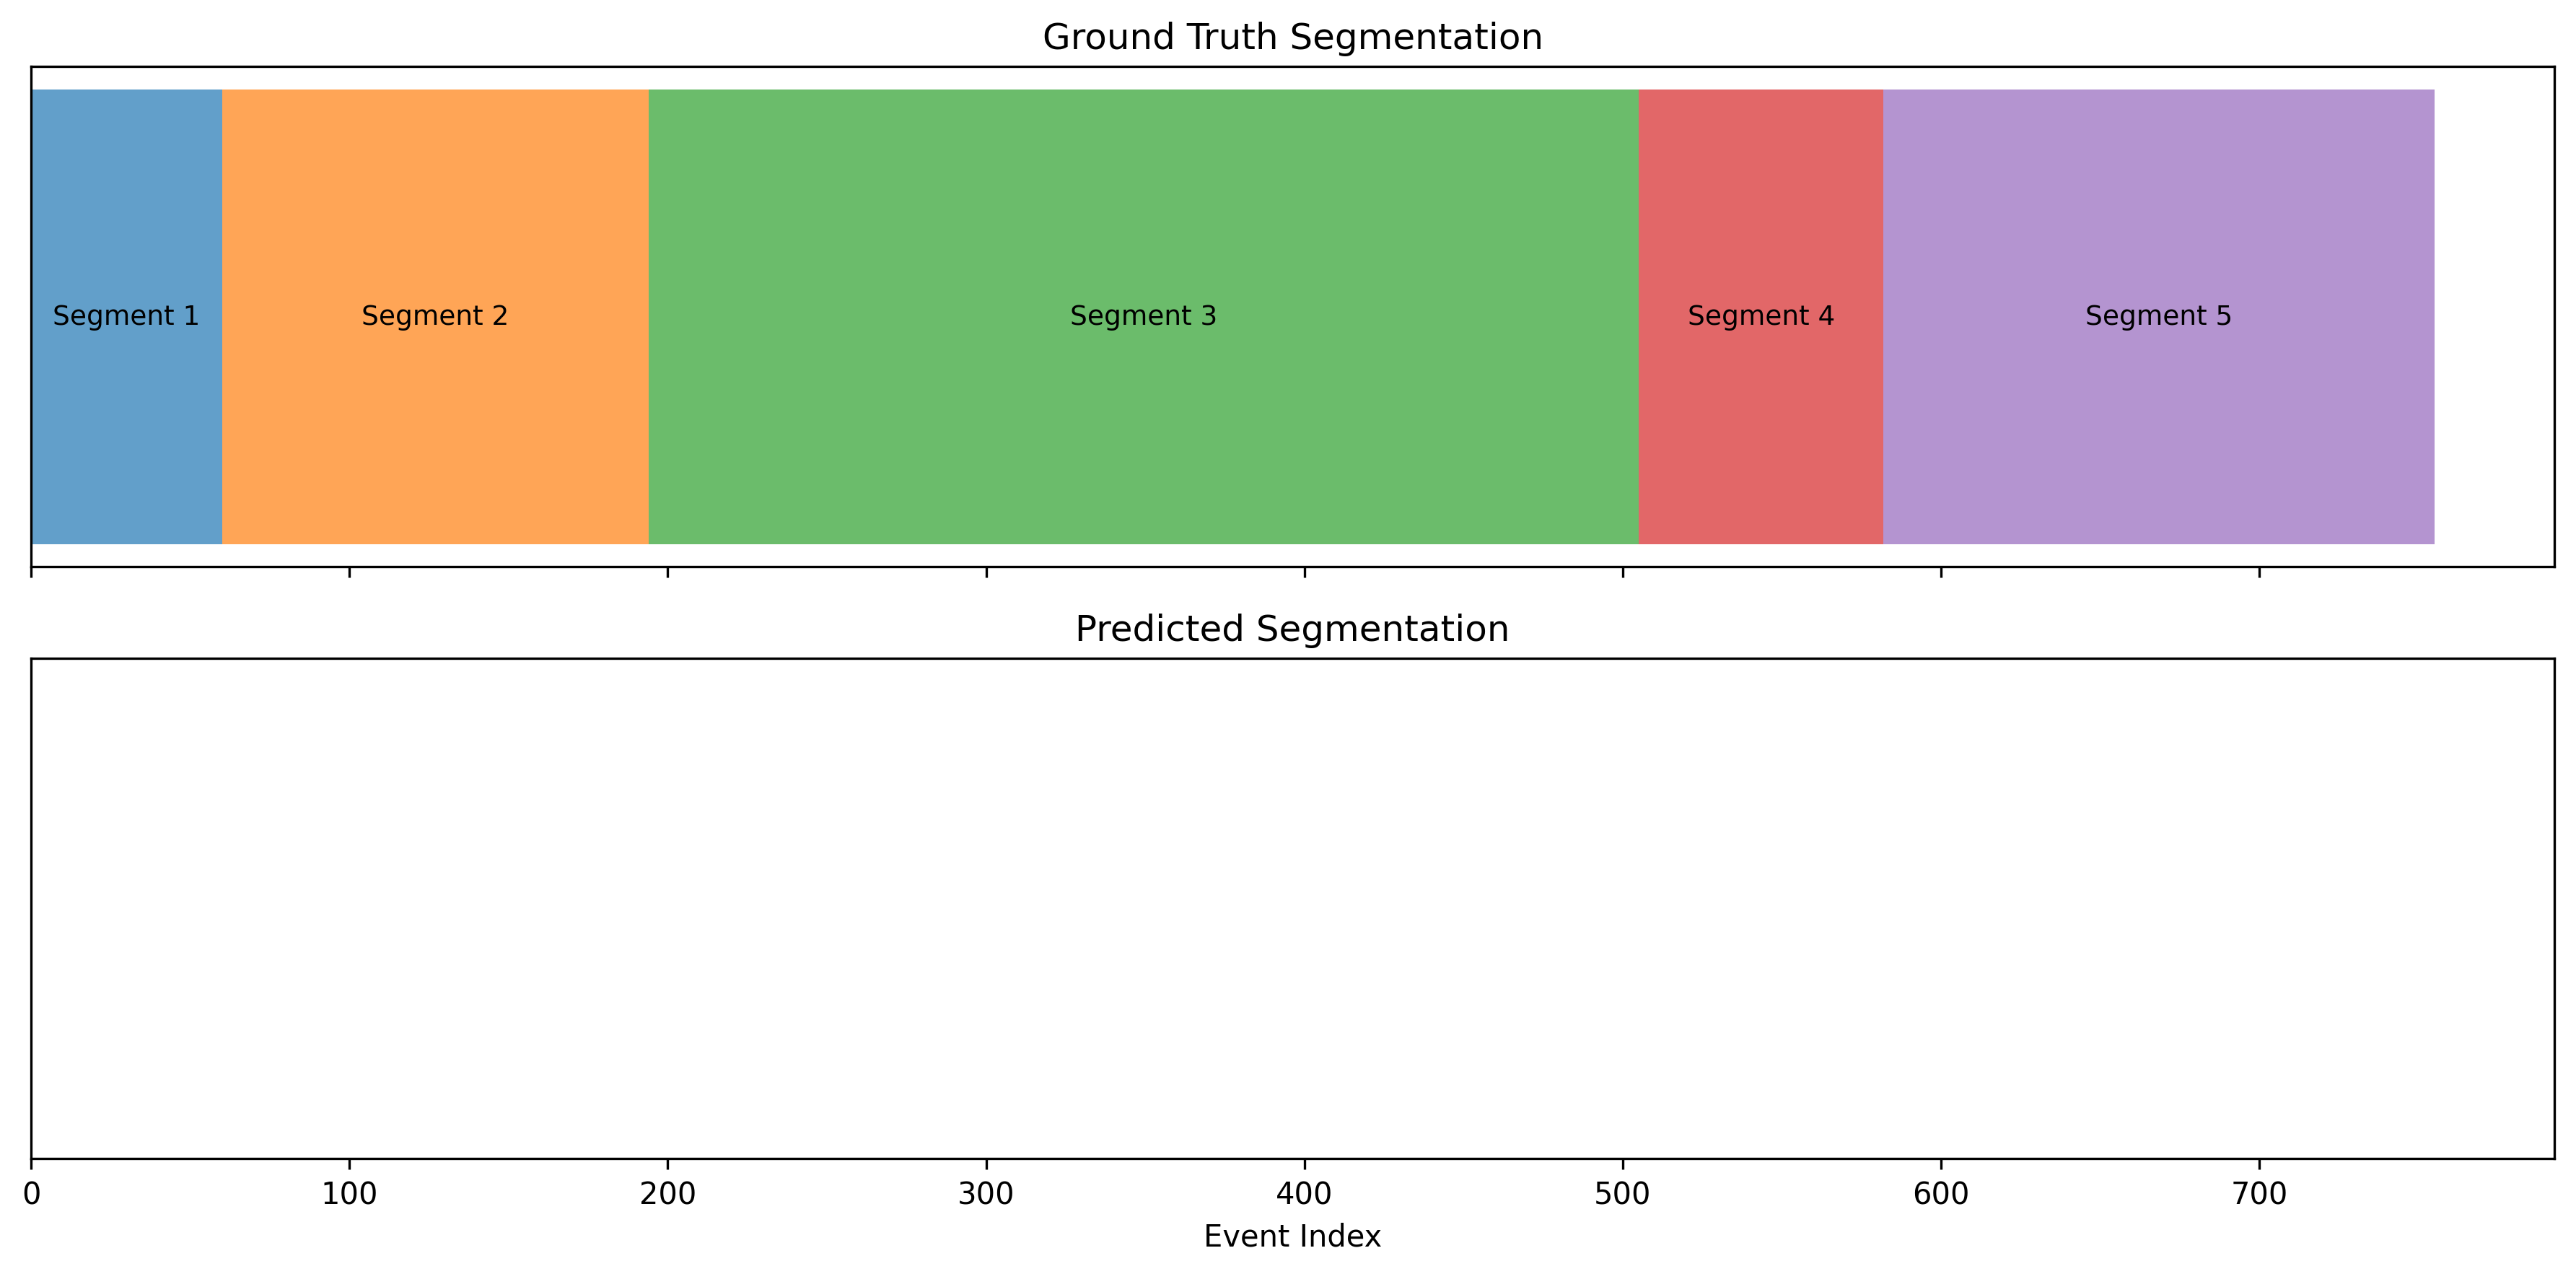 Ground Truth Segmentation
Segment 1 Segment 2 Segment 3 Segment 4 Segment 5
Predicted Segmentation
0 100 200 300 400 500 600 700
Event Index